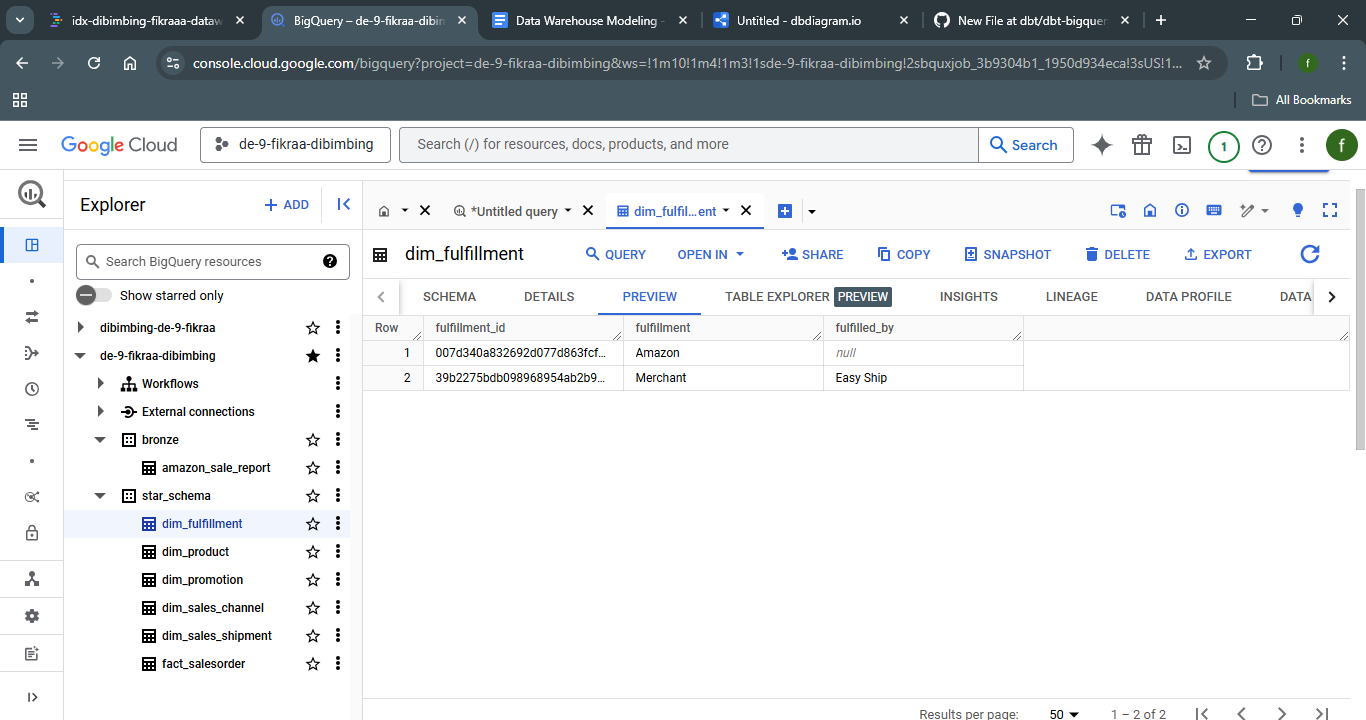 idx-dibimbing-fikraaa-dataw
BigQuery – de-9-fikraa-dibim
Data Warehouse Modeling -
Untitled - dbdiagram.io
New File at dbt/dbt-bigquer
console.cloud.google.com/bigquery?project=de-9-fikraa-dibimbing&ws=!1m10!1m4!1m3!1sde-9-fikraa-dibimbing!2sbquxjob_3b9304b1_1950d934eca!3sUS!1...
f
All Bookmarks
Google Cloud
de-9-fikraa-dibimbing
Search (/) for resources, docs, products, and more
Search
1
f
Explorer
+ ADD
*Untitled query
dim_fulfil...ent
Search BigQuery resources
dim_fulfillment
QUERY
OPEN IN
SHARE
COPY
SNAPSHOT
DELETE
EXPORT
Show starred only
SCHEMA
DETAILS
PREVIEW
TABLE EXPLORER PREVIEW
INSIGHTS
LINEAGE
DATA PROFILE
DATA
dibimbing-de-9-fikraa
de-9-fikraa-dibimbing
Workflows
External connections
bronze
amazon_sale_report
star_schema
dim_fulfillment
dim_product
dim_promotion
dim_sales_channel
dim_sales_shipment
fact_salesorder
Row fulfillment_id fulfillment fulfilled_by
1 007d340a832692d077d863fcf... Amazon null
2 39b2275bdb098968954ab2b9... Merchant Easy Ship
Results per page: 50 1 – 2 of 2